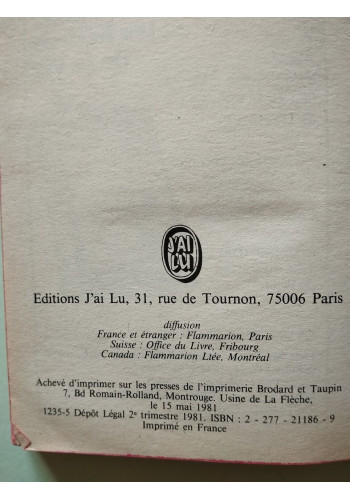 J'AI
LU
Editions J'ai Lu, 31, rue de Tournon, 75006 Paris
diffusion
France et étranger : Flammarion, Paris
Suisse : Office du Livre, Fribourg
Canada : Flammarion Ltée, Montréal
Achevé d'imprimer sur les presses de l'imprimerie Brodard et Taupin
7, Bd Romain-Rolland, Montrouge. Usine de La Flèche,
le 15 mai 1981
1235-5 Dépôt Légal 2e trimestre 1981. ISBN : 2 - 277 - 21186 - 9
Imprimé en France